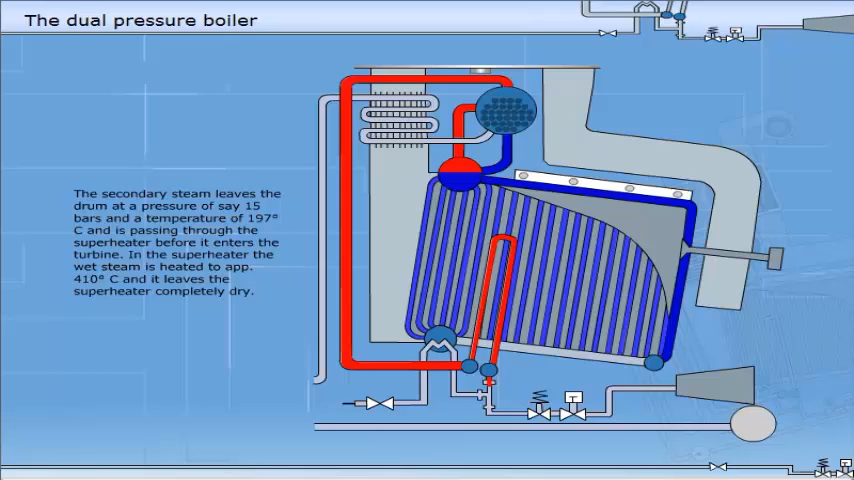 The dual pressure boiler
The secondary steam leaves the
drum at a pressure of say 15
bars and a temperature of 197°
C and is passing through the
superheater before it enters the
turbine. In the superheater the
wet steam is heated to app.
410° C and it leaves the
superheater completely dry.